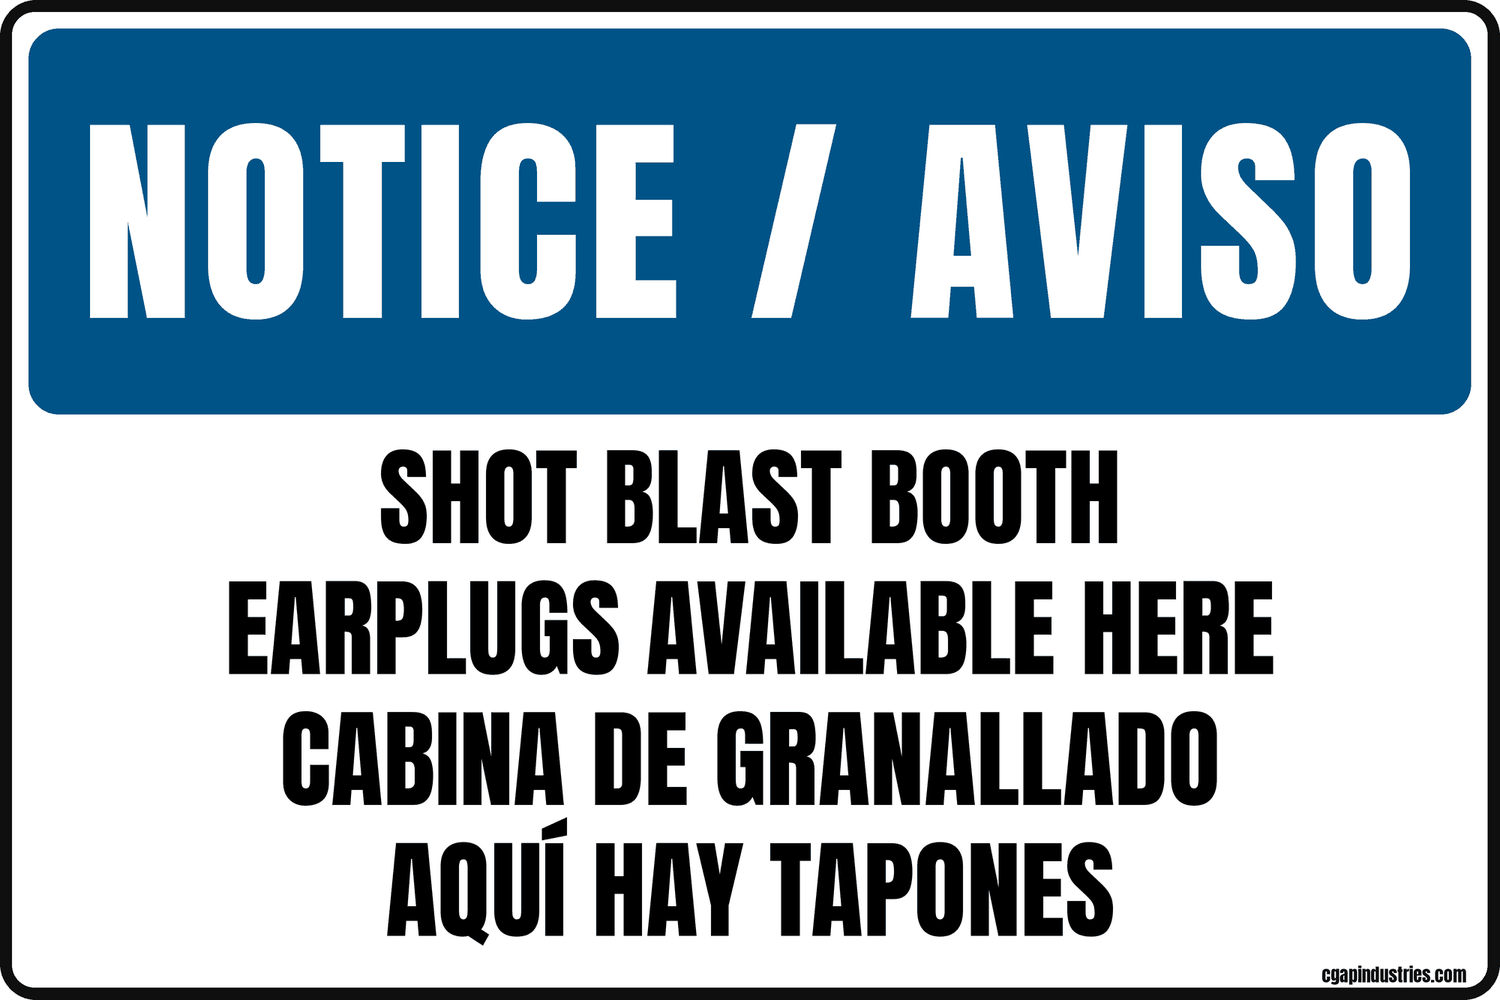 NOTICE / AVISO
SHOT BLAST BOOTH
EARPLUGS AVAILABLE HERE
CABINA DE GRANALLADO
AQUÍ HAY TAPONES
cgapindustries.com